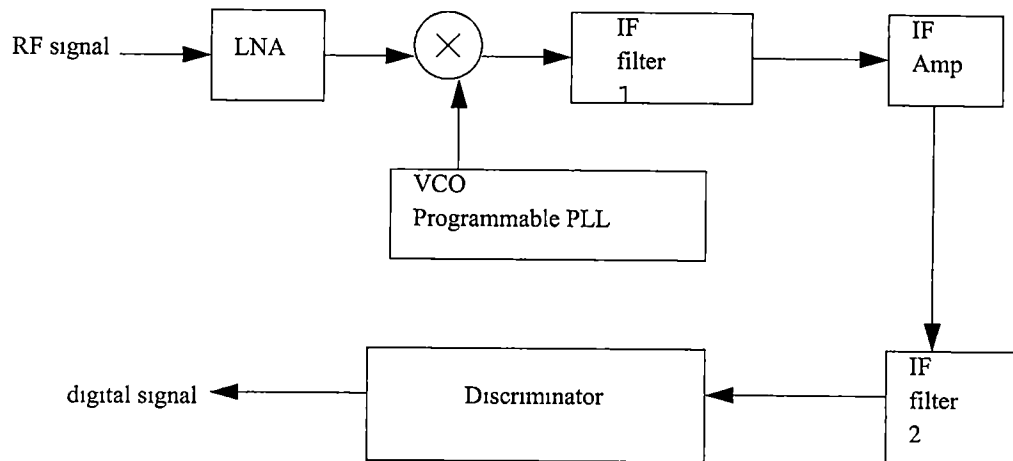 RF signal
LNA
IF
filter
1
IF
Amp
VCO
Programmable PLL
digital signal
Discriminator
IF
filter
2